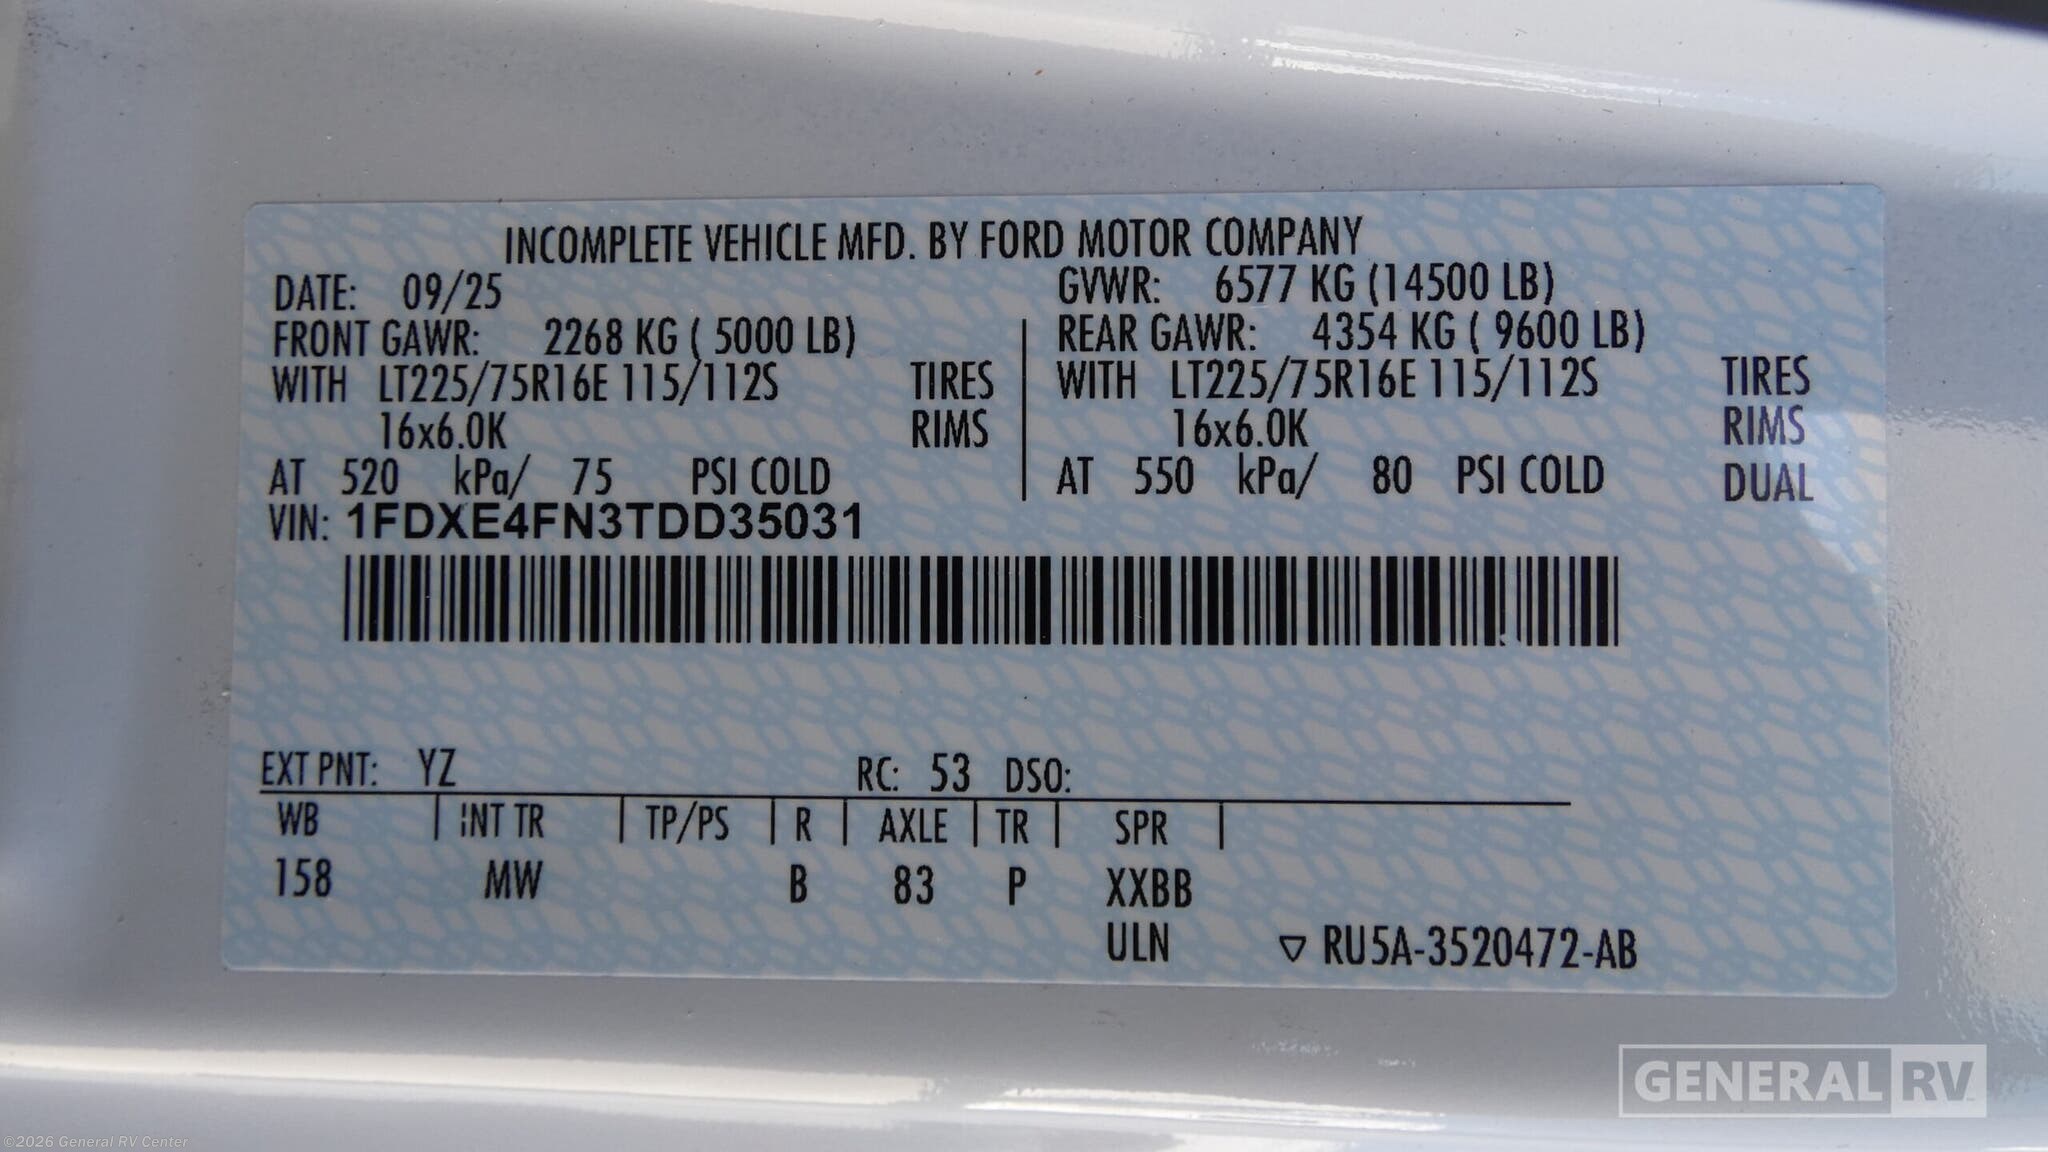 INCOMPLETE VEHICLE MFD. BY FORD MOTOR COMPANY
DATE: 09/25 GVWR: 6577 KG (14500 LB)
FRONT GAWR: 2268 KG ( 5000 LB) REAR GAWR: 4354 KG ( 9600 LB)
WITH LT225/75R16E 115/112S TIRES WITH LT225/75R16E 115/112S TIRES
16x6.0K RIMS 16x6.0K RIMS
AT 520 kPa/ 75 PSI COLD AT 550 kPa/ 80 PSI COLD DUAL
VIN: 1FDXE4FN3TDD35031
EXT PNT: YZ RC: 53 DSO:
WB | INT TR | TP/PS | R | AXLE | TR | SPR |
158 MW B 83 P XXBB
ULN ▽ RU5A-3520472-AB
GENERAL RV
©2026 General RV Center